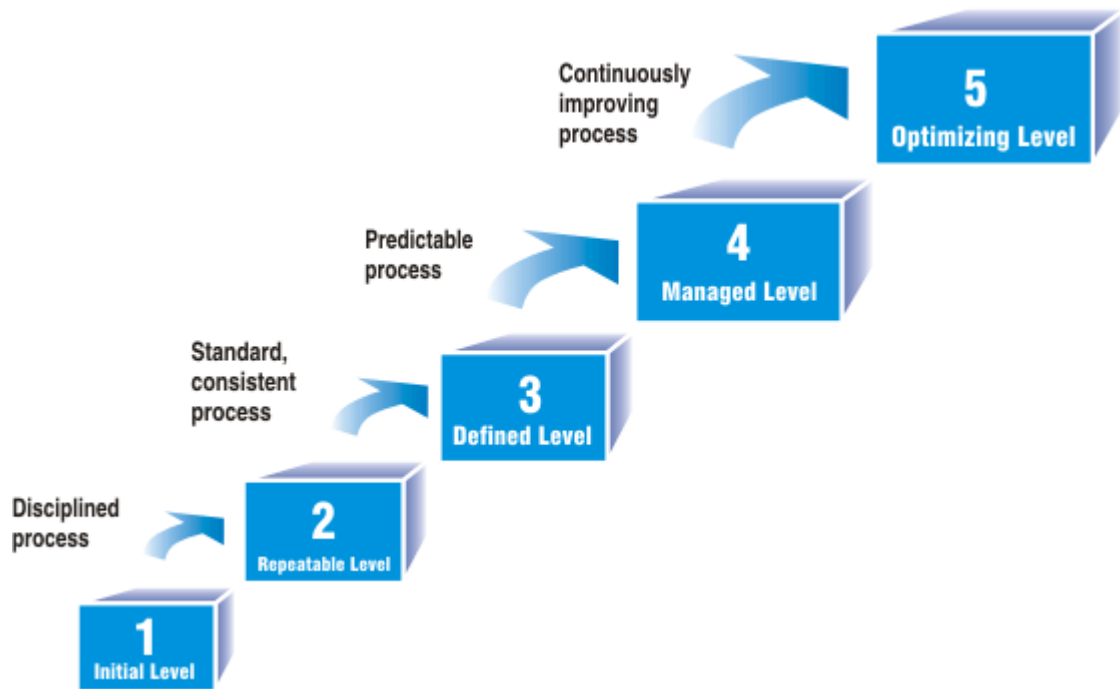 Continuously
improving
process
5
Optimizing Level
Predictable
process
4
Managed Level
Standard,
consistent
process
3
Defined Level
Disciplined
process
2
Repeatable Level
1
Initial Level